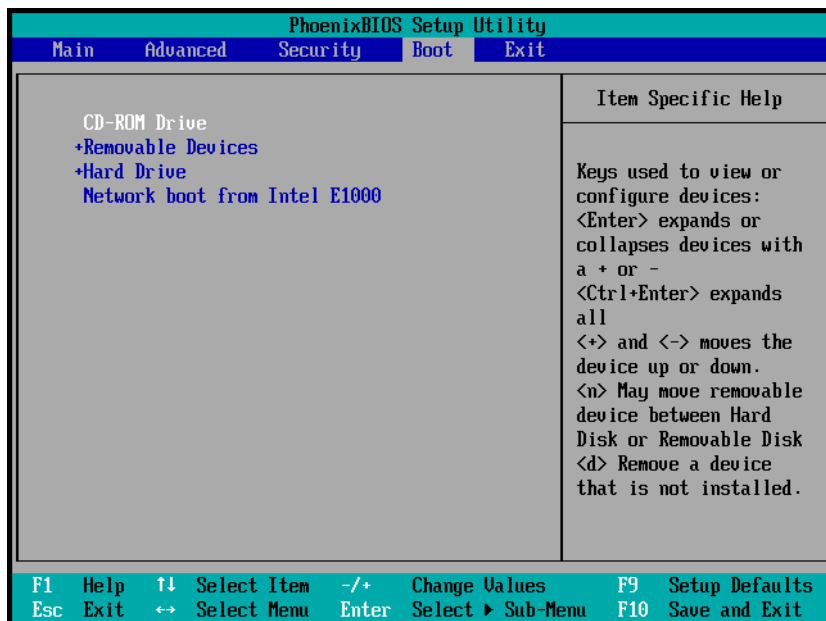 PhoenixBIOS Setup Utility
Main Advanced Security Boot Exit
CD-ROM Drive
+Removable Devices
+Hard Drive
Network boot from Intel E1000
Item Specific Help
Keys used to view or
configure devices:
<Enter> expands or
collapses devices with
a + or -
<Ctrl+Enter> expands
all
<+> and <-> moves the
device up or down.
<n> May move removable
device between Hard
Disk or Removable Disk
<d> Remove a device
that is not installed.
F1 Help ↑↓ Select Item -/+ Change Values F9 Setup Defaults
Esc Exit ↔ Select Menu Enter Select ▶ Sub-Menu F10 Save and Exit